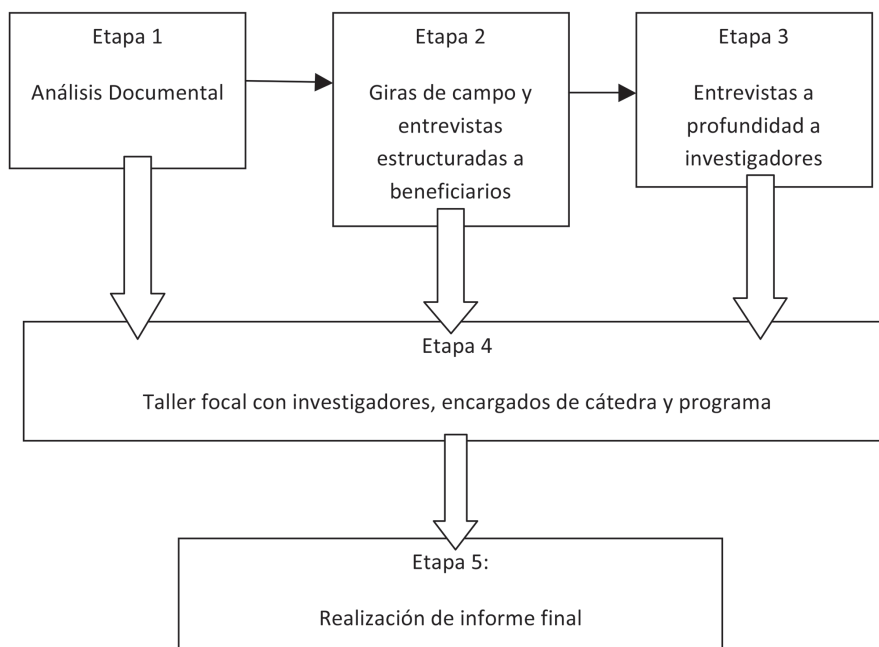 Etapa 1
Análisis Documental
Etapa 2
Giras de campo y
entrevistas
estructuradas a
beneficiarios
Etapa 3
Entrevistas a
profundidad a
investigadores
Etapa 4
Taller focal con investigadores, encargados de cátedra y programa
Etapa 5:
Realización de informe final